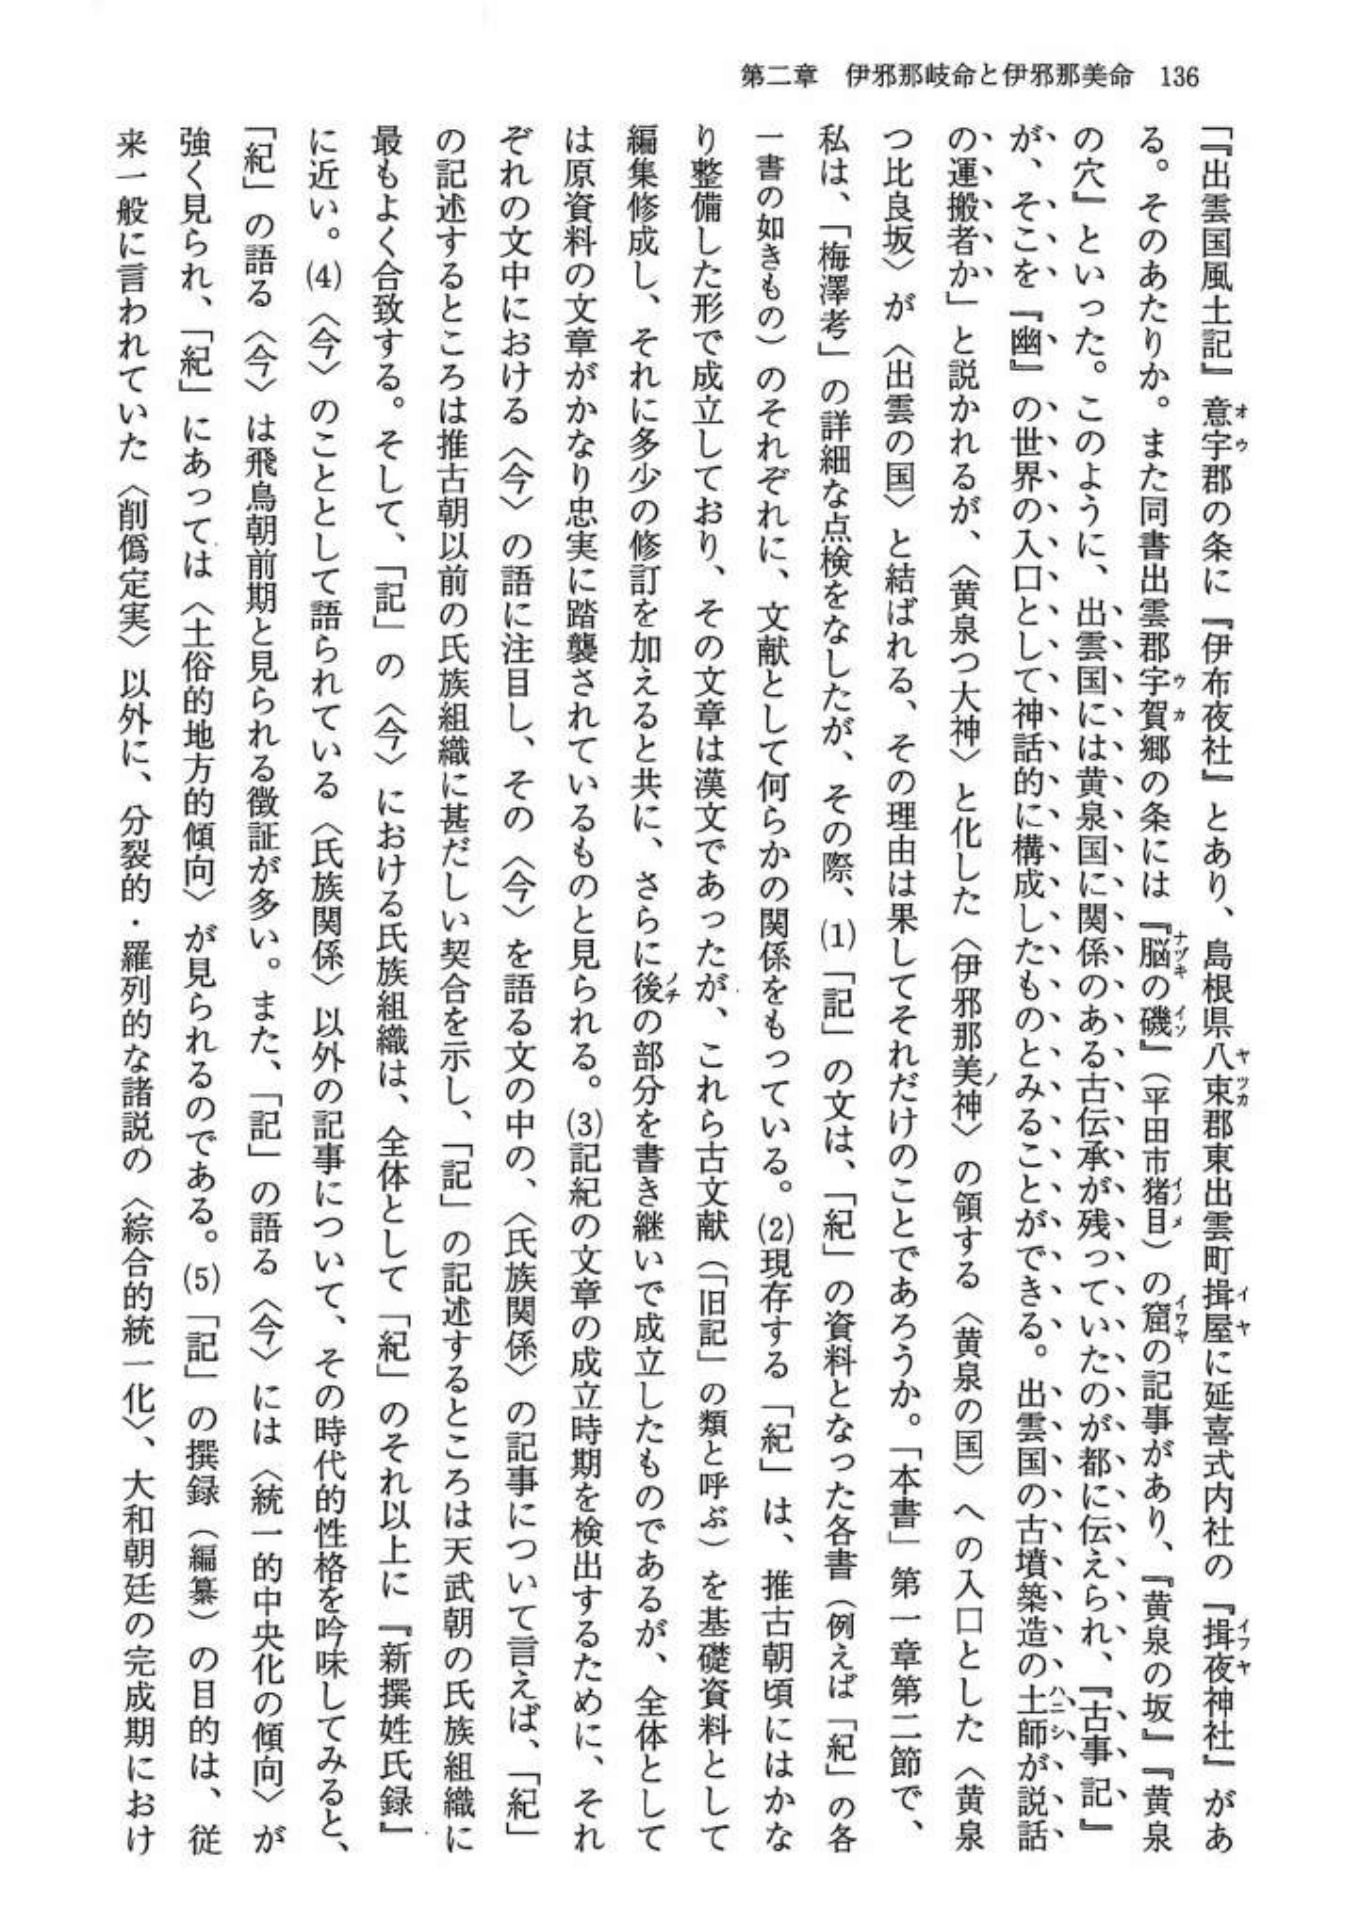 第二章　伊邪那岐命と伊邪那美命　136
「『出雲国風土記』意宇郡の条に『伊布夜社』とあり、島根県八束郡東出雲町揖屋に延喜式内社の『揖夜神社』があ
る。そのあたりか。また同書出雲郡宇賀郷の条には『脳の磯』（平田市猪目）の窟の記事があり、『黄泉の坂』『黄泉
の穴』といった。このように、出雲国には黄泉国に関係のある古伝承が残っていたのが都に伝えられ、『古事記』
が、そこを『幽』の世界の入口として神話的に構成したものとみることができる。出雲国の古墳築造の土師が説話
の運搬者か」と説かれるが、〈黄泉つ大神〉と化した〈伊邪那美神〉の領する〈黄泉の国〉への入口とした〈黄泉
つ比良坂〉が〈出雲の国〉と結ばれる、その理由は果してそれだけのことであろうか。「本書」第一章第二節で、
私は、「梅澤考」の詳細な点検をなしたが、その際、(1)「記」の文は、「紀」の資料となった各書（例えば「紀」の各
一書の如きもの）のそれぞれに、文献として何らかの関係をもっている。(2)現存する「紀」は、推古朝頃にはかな
り整備した形で成立しており、その文章は漢文であったが、これら古文献（「旧記」の類と呼ぶ）を基礎資料として
編集修成し、それに多少の修訂を加えると共に、さらに後の部分を書き継いで成立したものであるが、全体として
は原資料の文章がかなり忠実に踏襲されているものと見られる。(3)記紀の文章の成立時期を検出するために、それ
ぞれの文中における〈今〉の語に注目し、その〈今〉を語る文の中の、〈氏族関係〉の記事について言えば、「紀」
の記述するところは推古朝以前の氏族組織に甚だしい契合を示し、「記」の記述するところは天武朝の氏族組織に
最もよく合致する。そして、「記」の〈今〉における氏族組織は、全体として「紀」のそれ以上に『新撰姓氏録』
に近い。(4)〈今〉のこととして語られている〈氏族関係〉以外の記事について、その時代的性格を吟味してみると、
「紀」の語る〈今〉は飛鳥朝前期と見られる徴証が多い。また、「記」の語る〈今〉には〈統一的中央化の傾向〉が
強く見られ、「紀」にあっては〈土俗的地方的傾向〉が見られるのである。(5)「記」の撰録（編纂）の目的は、従
来一般に言われていた〈削偽定実〉以外に、分裂的・羅列的な諸説の〈綜合的統一化〉、大和朝廷の完成期におけ